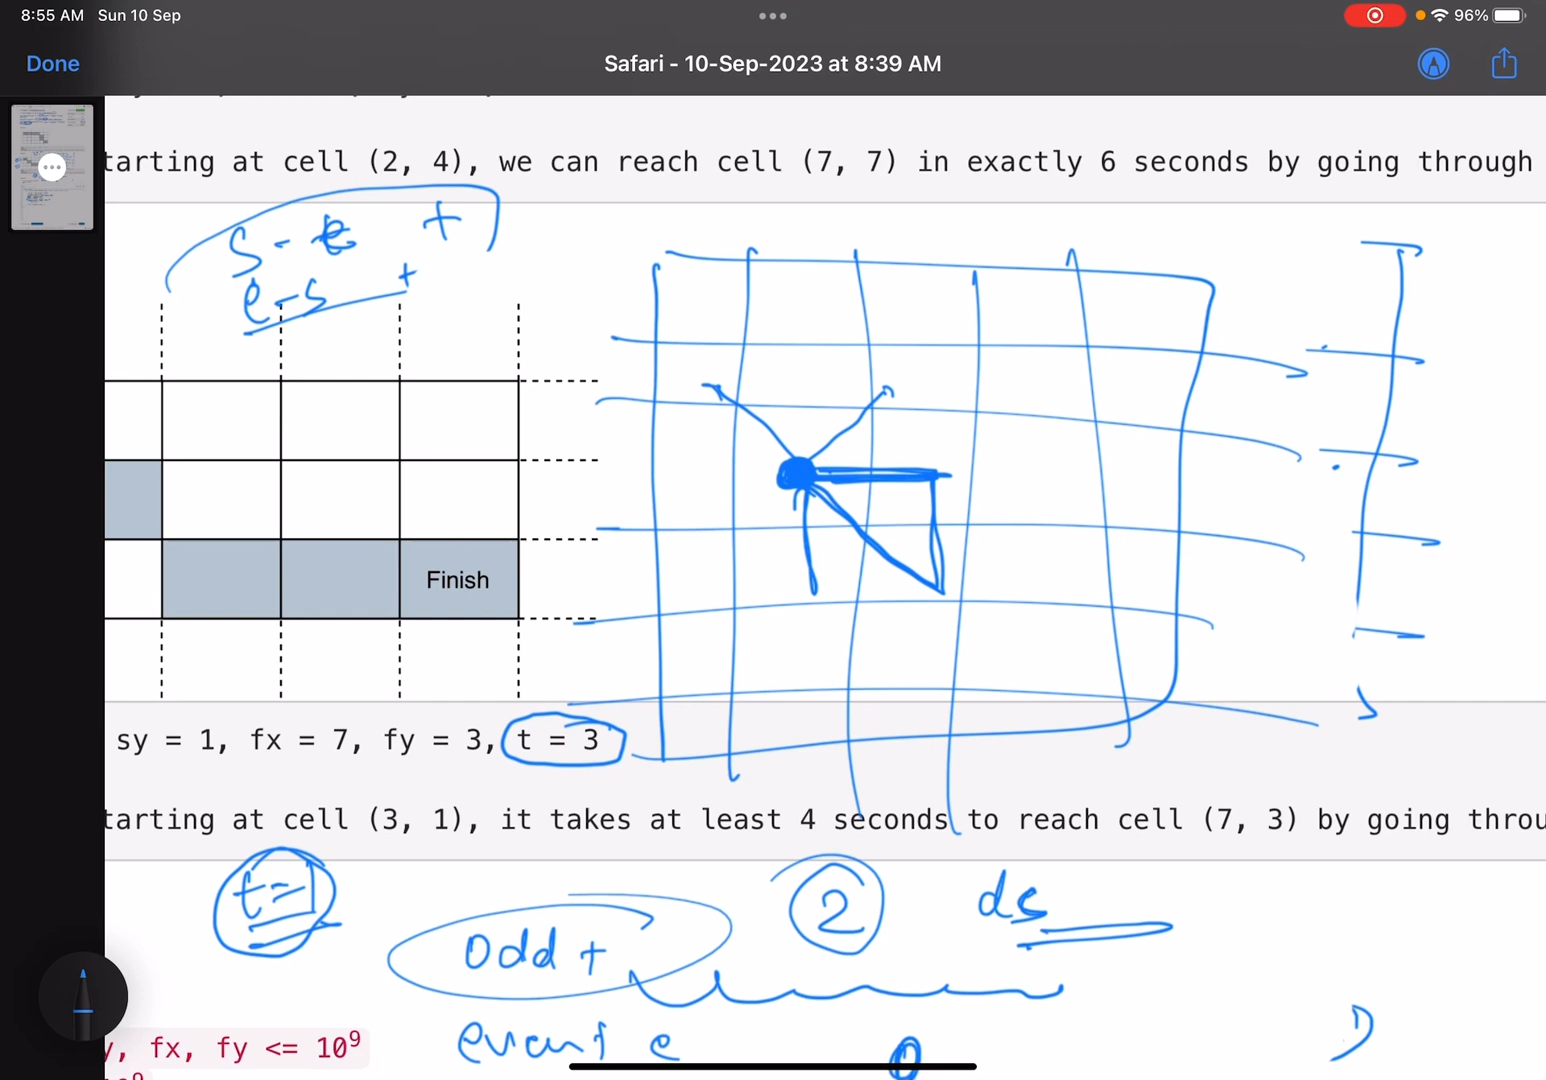 8:55 AM Sun 10 Sep
96%
Done
Safari - 10-Sep-2023 at 8:39 AM
tarting at cell (2, 4), we can reach cell (7, 7) in exactly 6 seconds by going through
s - e +
e - s +
Finish
sy = 1, fx = 7, fy = 3, t = 3
tarting at cell (3, 1), it takes at least 4 seconds to reach cell (7, 3) by going throu
t = 1
2
ds
odd +
y, fx, fy <= 10⁹